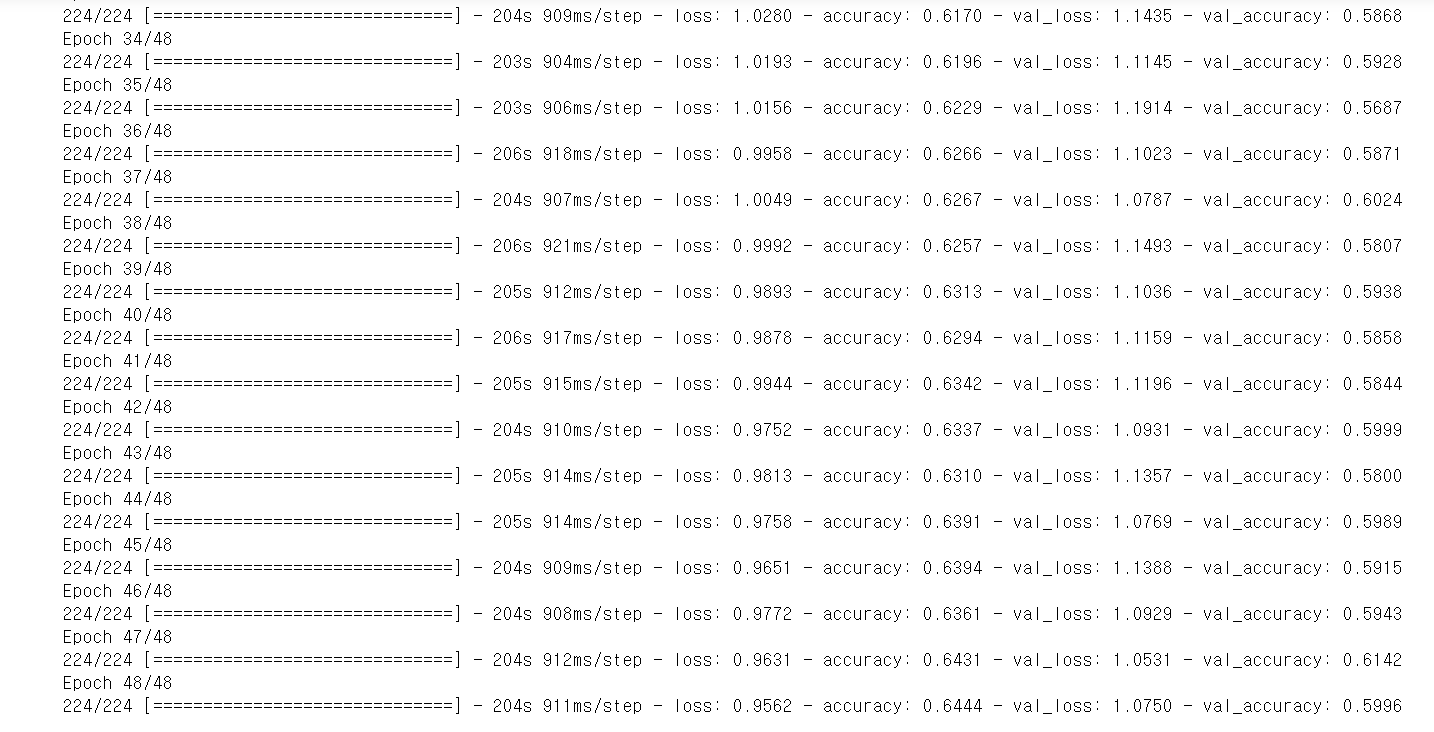 224/224 [==============================] - 204s 909ms/step - loss: 1.0280 - accuracy: 0.6170 - val_loss: 1.1435 - val_accuracy: 0.5868
Epoch 34/48
224/224 [==============================] - 203s 904ms/step - loss: 1.0193 - accuracy: 0.6196 - val_loss: 1.1145 - val_accuracy: 0.5928
Epoch 35/48
224/224 [==============================] - 203s 906ms/step - loss: 1.0156 - accuracy: 0.6229 - val_loss: 1.1914 - val_accuracy: 0.5687
Epoch 36/48
224/224 [==============================] - 206s 918ms/step - loss: 0.9958 - accuracy: 0.6266 - val_loss: 1.1023 - val_accuracy: 0.5871
Epoch 37/48
224/224 [==============================] - 204s 907ms/step - loss: 1.0049 - accuracy: 0.6267 - val_loss: 1.0787 - val_accuracy: 0.6024
Epoch 38/48
224/224 [==============================] - 206s 921ms/step - loss: 0.9992 - accuracy: 0.6257 - val_loss: 1.1493 - val_accuracy: 0.5807
Epoch 39/48
224/224 [==============================] - 205s 912ms/step - loss: 0.9893 - accuracy: 0.6313 - val_loss: 1.1036 - val_accuracy: 0.5938
Epoch 40/48
224/224 [==============================] - 206s 917ms/step - loss: 0.9878 - accuracy: 0.6294 - val_loss: 1.1159 - val_accuracy: 0.5858
Epoch 41/48
224/224 [==============================] - 205s 915ms/step - loss: 0.9944 - accuracy: 0.6342 - val_loss: 1.1196 - val_accuracy: 0.5844
Epoch 42/48
224/224 [==============================] - 204s 910ms/step - loss: 0.9752 - accuracy: 0.6337 - val_loss: 1.0931 - val_accuracy: 0.5999
Epoch 43/48
224/224 [==============================] - 205s 914ms/step - loss: 0.9813 - accuracy: 0.6310 - val_loss: 1.1357 - val_accuracy: 0.5800
Epoch 44/48
224/224 [==============================] - 205s 914ms/step - loss: 0.9758 - accuracy: 0.6391 - val_loss: 1.0769 - val_accuracy: 0.5989
Epoch 45/48
224/224 [==============================] - 204s 909ms/step - loss: 0.9651 - accuracy: 0.6394 - val_loss: 1.1388 - val_accuracy: 0.5915
Epoch 46/48
224/224 [==============================] - 204s 908ms/step - loss: 0.9772 - accuracy: 0.6361 - val_loss: 1.0929 - val_accuracy: 0.5943
Epoch 47/48
224/224 [==============================] - 204s 912ms/step - loss: 0.9631 - accuracy: 0.6431 - val_loss: 1.0531 - val_accuracy: 0.6142
Epoch 48/48
224/224 [==============================] - 204s 911ms/step - loss: 0.9562 - accuracy: 0.6444 - val_loss: 1.0750 - val_accuracy: 0.5996